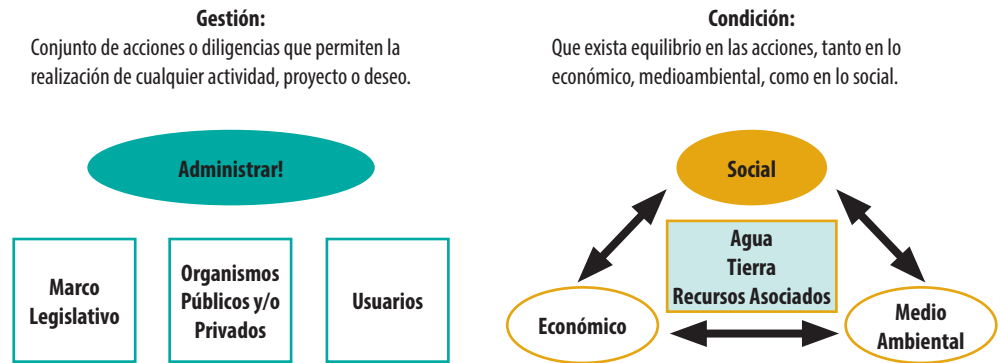 Gestión:
Conjunto de acciones o diligencias que permiten la
realización de cualquier actividad, proyecto o deseo.
Administrar!
Marco
Legislativo
Organismos
Públicos y/o
Privados
Usuarios
Condición:
Que exista equilibrio en las acciones, tanto en lo
económico, medioambiental, como en lo social.
Social
Agua
Tierra
Recursos Asociados
Económico
Medio
Ambiental